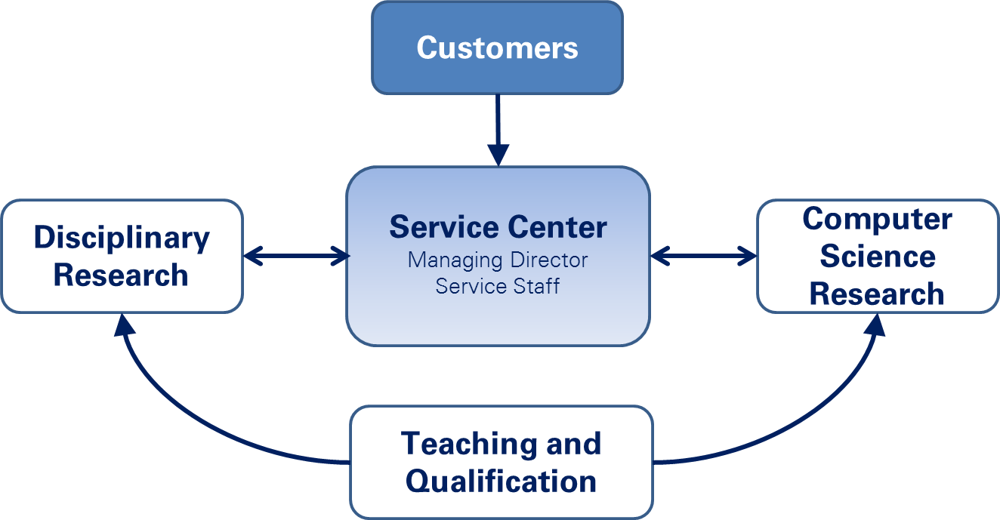 Customers
Service Center
Managing Director
Service Staff
Disciplinary
Research
Computer
Science
Research
Teaching and
Qualification